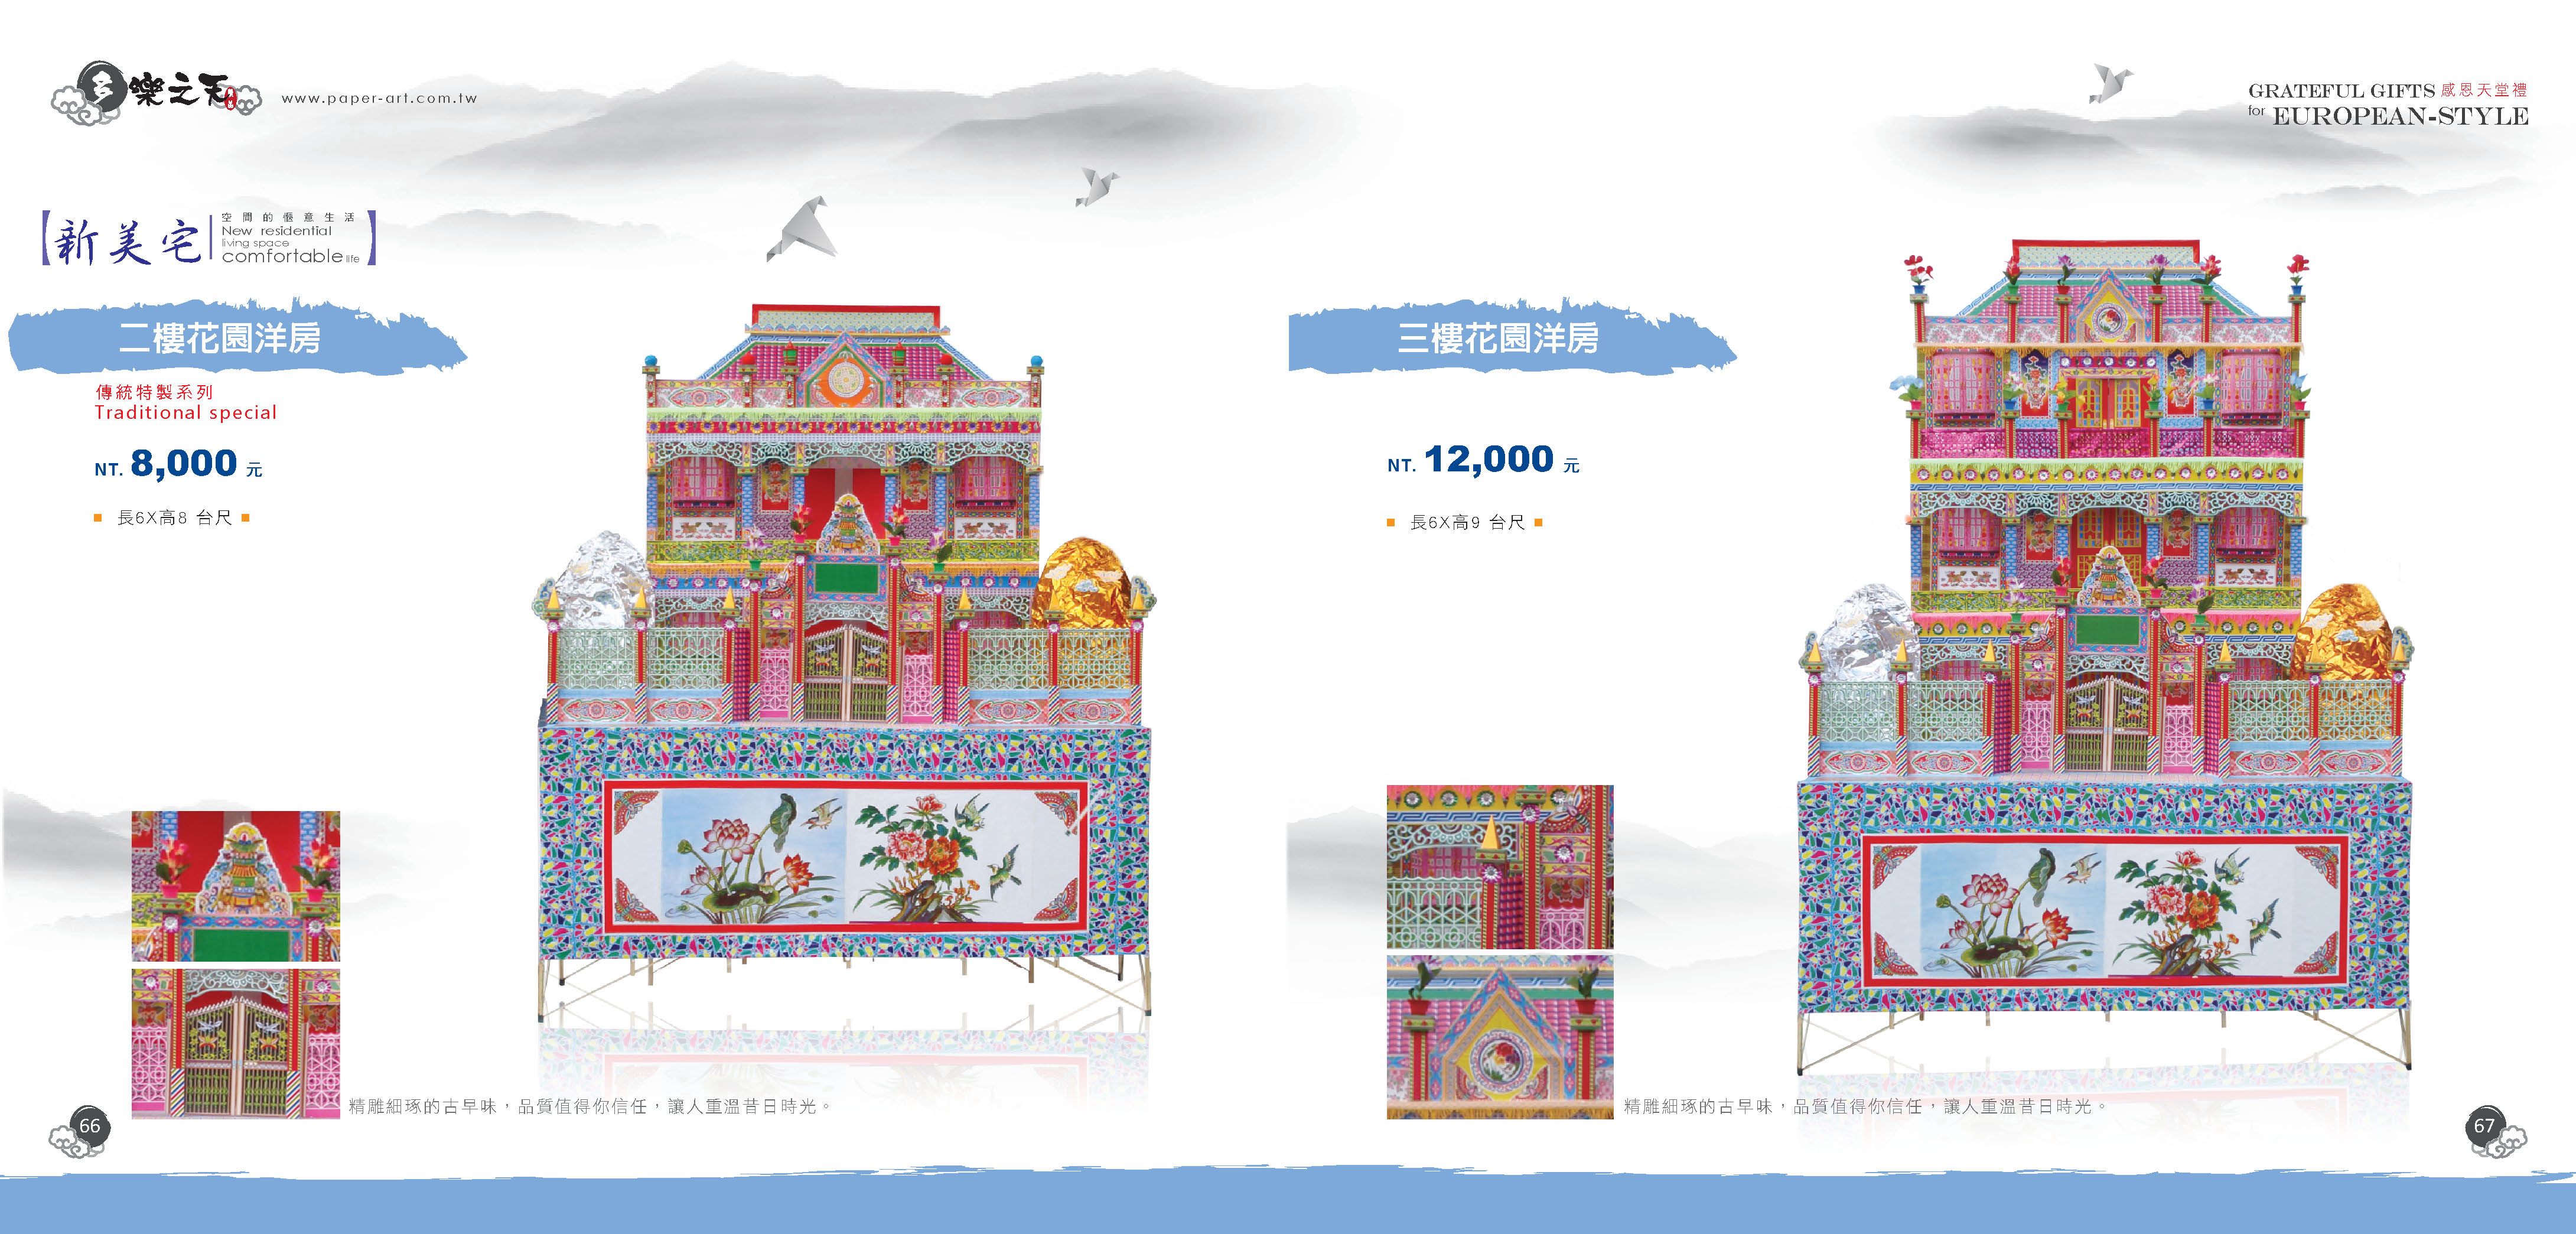 樂之天
www.paper-art.com.tw
GRATEFUL GIFTS 感恩天堂禮
for EUROPEAN-STYLE
新美宅
空間的愜意生活
New residential
living space
comfortable life
二樓花園洋房
傳統特製系列
Traditional special
NT. 8,000 元
長6X高8 台尺
精雕細琢的古早味，品質值得你信任，讓人重溫昔日時光。
66
三樓花園洋房
NT. 12,000 元
長6X高9 台尺
精雕細琢的古早味，品質值得你信任，讓人重溫昔日時光。
67